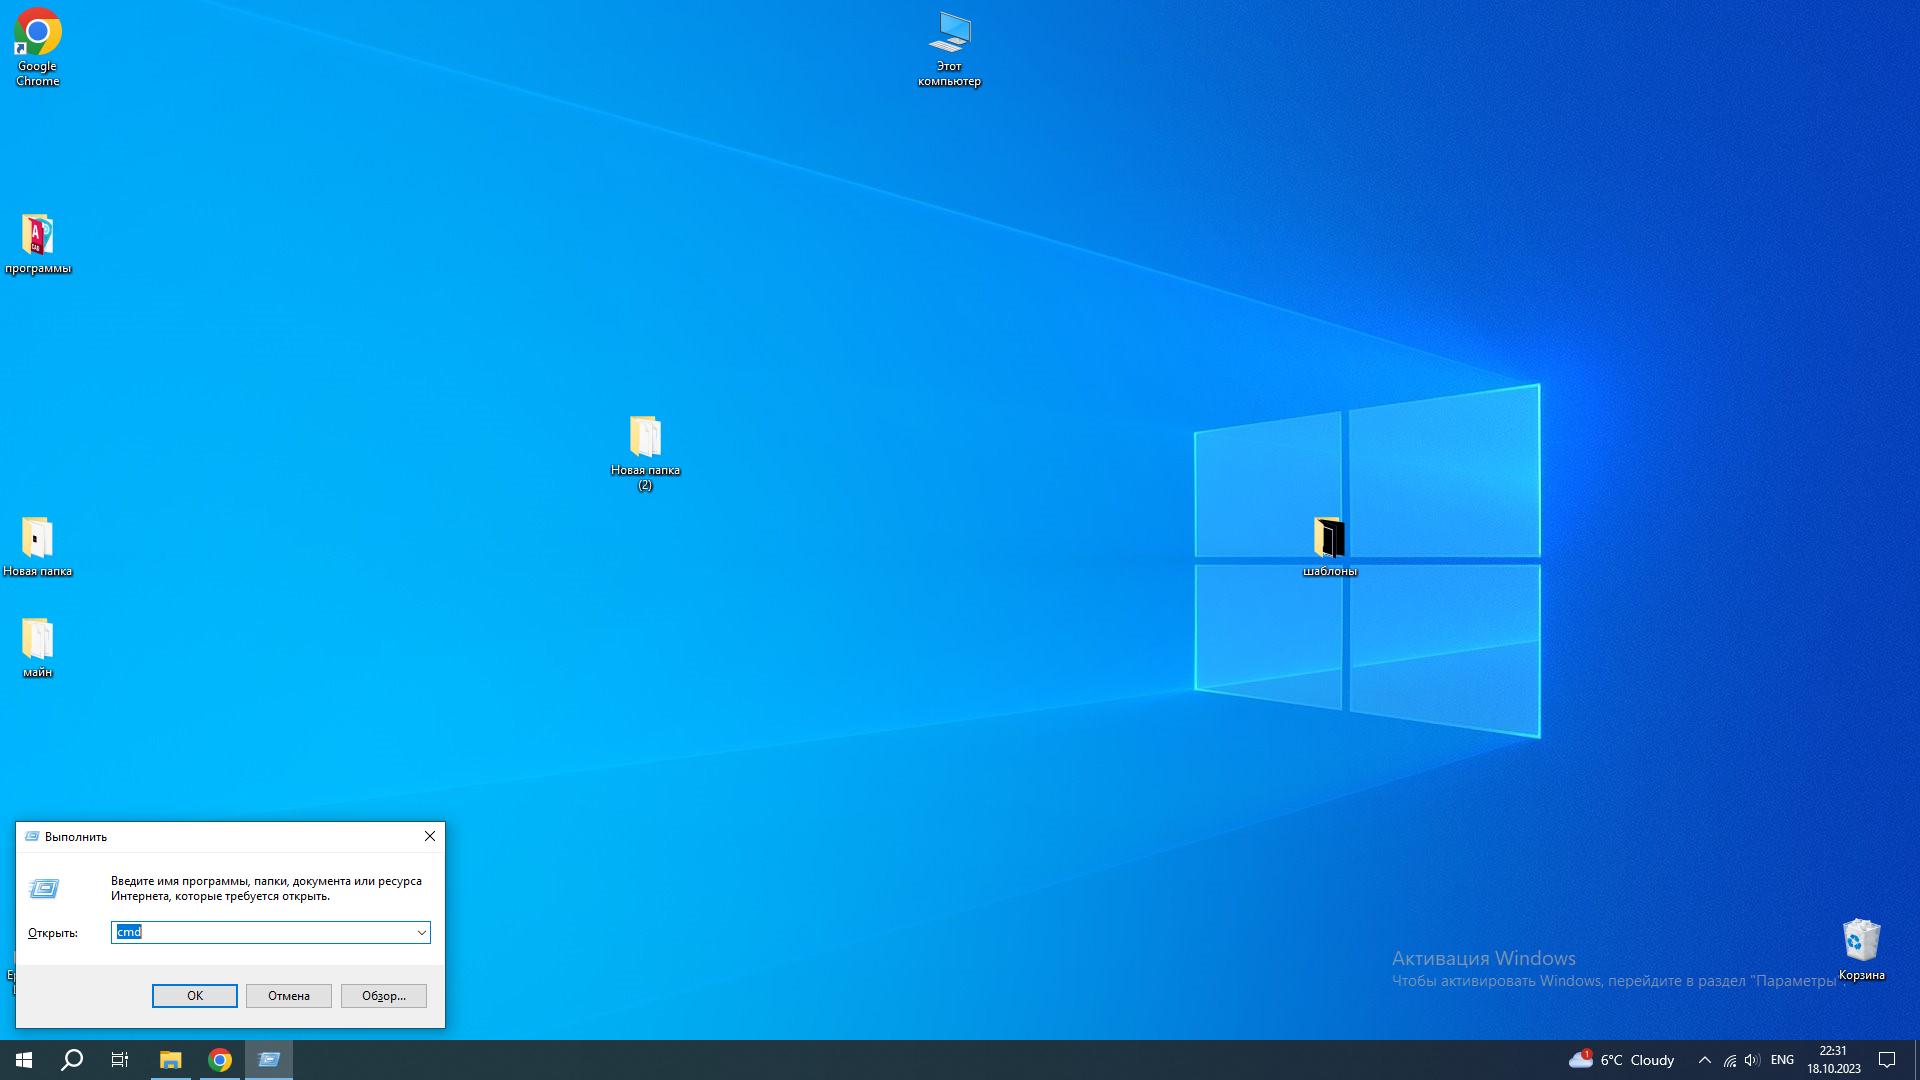 Google
Chrome
Этот
компьютер
программы
Новая папка
(2)
Новая папка
шаблоны
майн
Выполнить
Введите имя программы, папки, документа или ресурса
Интернета, которые требуется открыть.
Открыть:
cmd
OK
Отмена
Обзор...
Активация Windows
Чтобы активировать Windows, перейдите в раздел "Параметры".
Корзина
1
6°C Cloudy
ENG
22:31
18.10.2023